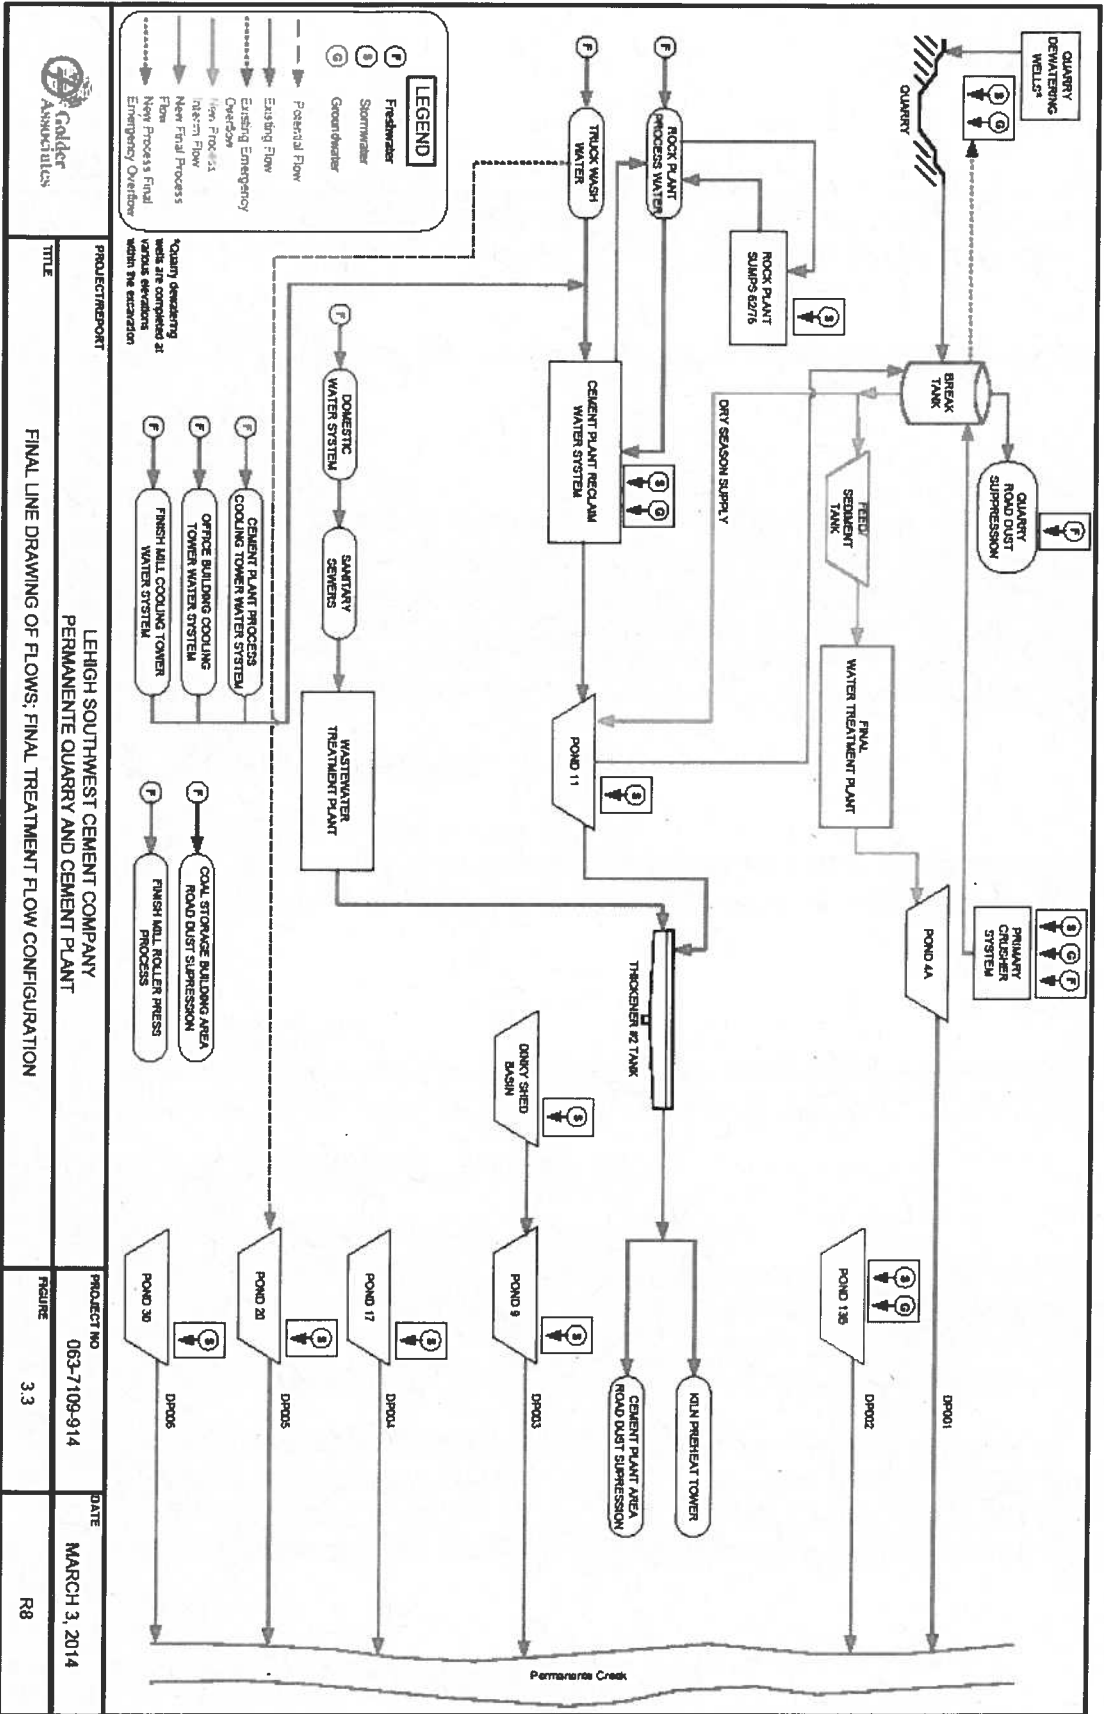 QUARRY
DEWATERING
WELLS*
S
G
QUARRY
BREAK
TANK
F
QUARRY
ROAD DUST
SUPPRESSION
S
G
F
PRIMARY
CRUSHER
SYSTEM
FEED/
SEDIMENT
TANK
FINAL
WATER TREATMENT PLANT
POND 4A
DP001
S
G
POND 13B
DP002
DRY SEASON SUPPLY
F
ROCK PLANT
PROCESS WATER
S
ROCK PLANT
SUMPS 62/75
F
TRUCK WASH
WATER
S
G
CEMENT PLANT RECLAIM
WATER SYSTEM
S
POND 11
THICKENER #2 TANK
KILN PREHEAT TOWER
CEMENT PLANT AREA
ROAD DUST SUPRESSION
S
DINKY SHED
BASIN
S
POND 9
DP003
F
DOMESTIC
WATER SYSTEM
SANITARY
SEWERS
WASTEWATER
TREATMENT PLANT
S
POND 17
DP004
S
POND 20
DP005
S
POND 30
DP006
F
CEMENT PLANT PROCESS
COOLING TOWER WATER SYSTEM
F
OFFICE BUILDING COOLING
TOWER WATER SYSTEM
F
FINISH MILL COOLING TOWER
WATER SYSTEM
F
COAL STORAGE BUILDING AREA
ROAD DUST SUPRESSION
F
FINISH MILL ROLLER PRESS
PROCESS
Permanente Creek
LEGEND
F Freshwater
S Stormwater
G Groundwater
Potential Flow
Existing Flow
Existing Emergency
Overflow
New Process
Interim Flow
New Final Process
Flow
New Process Final
Emergency Overflow
*Quarry dewatering
wells are completed at
various elevations
within the excavation
Golder
Associates
PROJECT/REPORT
LEHIGH SOUTHWEST CEMENT COMPANY
PERMANENTE QUARRY AND CEMENT PLANT
PROJECT NO
063-7109-914
DATE
MARCH 3, 2014
TITLE
FINAL LINE DRAWING OF FLOWS; FINAL TREATMENT FLOW CONFIGURATION
FIGURE
3.3
R8